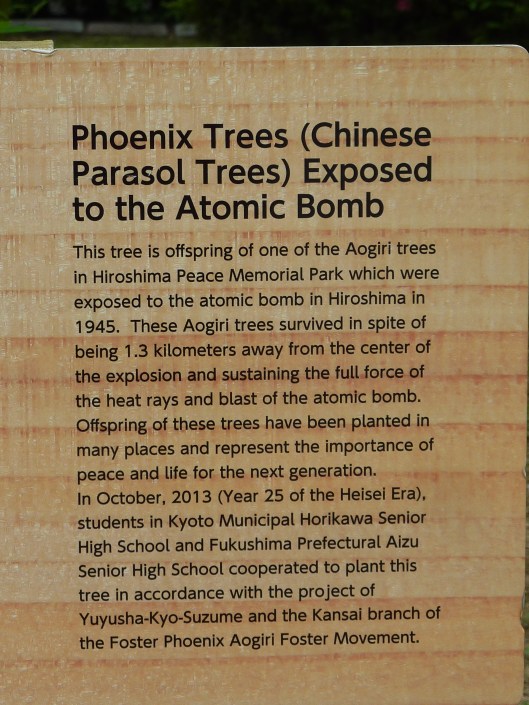 Phoenix Trees (Chinese
Parasol Trees) Exposed
to the Atomic Bomb
This tree is offspring of one of the Aogiri trees
in Hiroshima Peace Memorial Park which were
exposed to the atomic bomb in Hiroshima in
1945. These Aogiri trees survived in spite of
being 1.3 kilometers away from the center of
the explosion and sustaining the full force of
the heat rays and blast of the atomic bomb.
Offspring of these trees have been planted in
many places and represent the importance of
peace and life for the next generation.
In October, 2013 (Year 25 of the Heisei Era),
students in Kyoto Municipal Horikawa Senior
High School and Fukushima Prefectural Aizu
Senior High School cooperated to plant this
tree in accordance with the project of
Yuyusha-Kyo-Suzume and the Kansai branch of
the Foster Phoenix Aogiri Foster Movement.